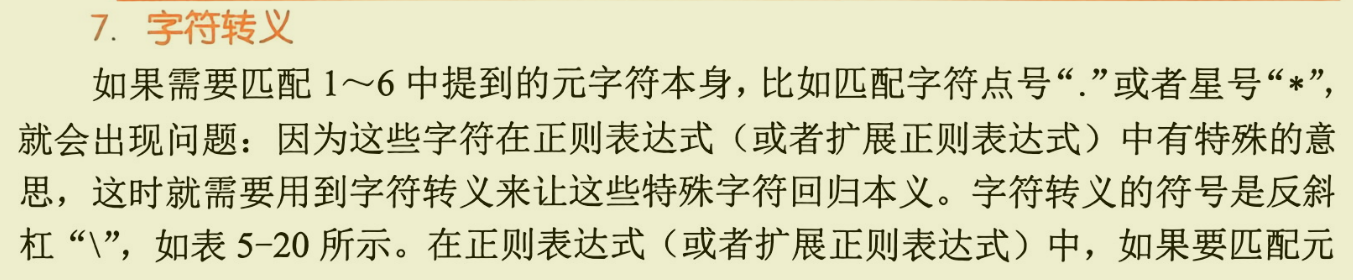 7. 字符转义
如果需要匹配 1～6 中提到的元字符本身，比如匹配字符点号“.”或者星号“*”，
就会出现问题：因为这些字符在正则表达式（或者扩展正则表达式）中有特殊的意
思，这时就需要用到字符转义来让这些特殊字符回归本义。字符转义的符号是反斜
杠“\”，如表 5-20 所示。在正则表达式（或者扩展正则表达式）中，如果要匹配元